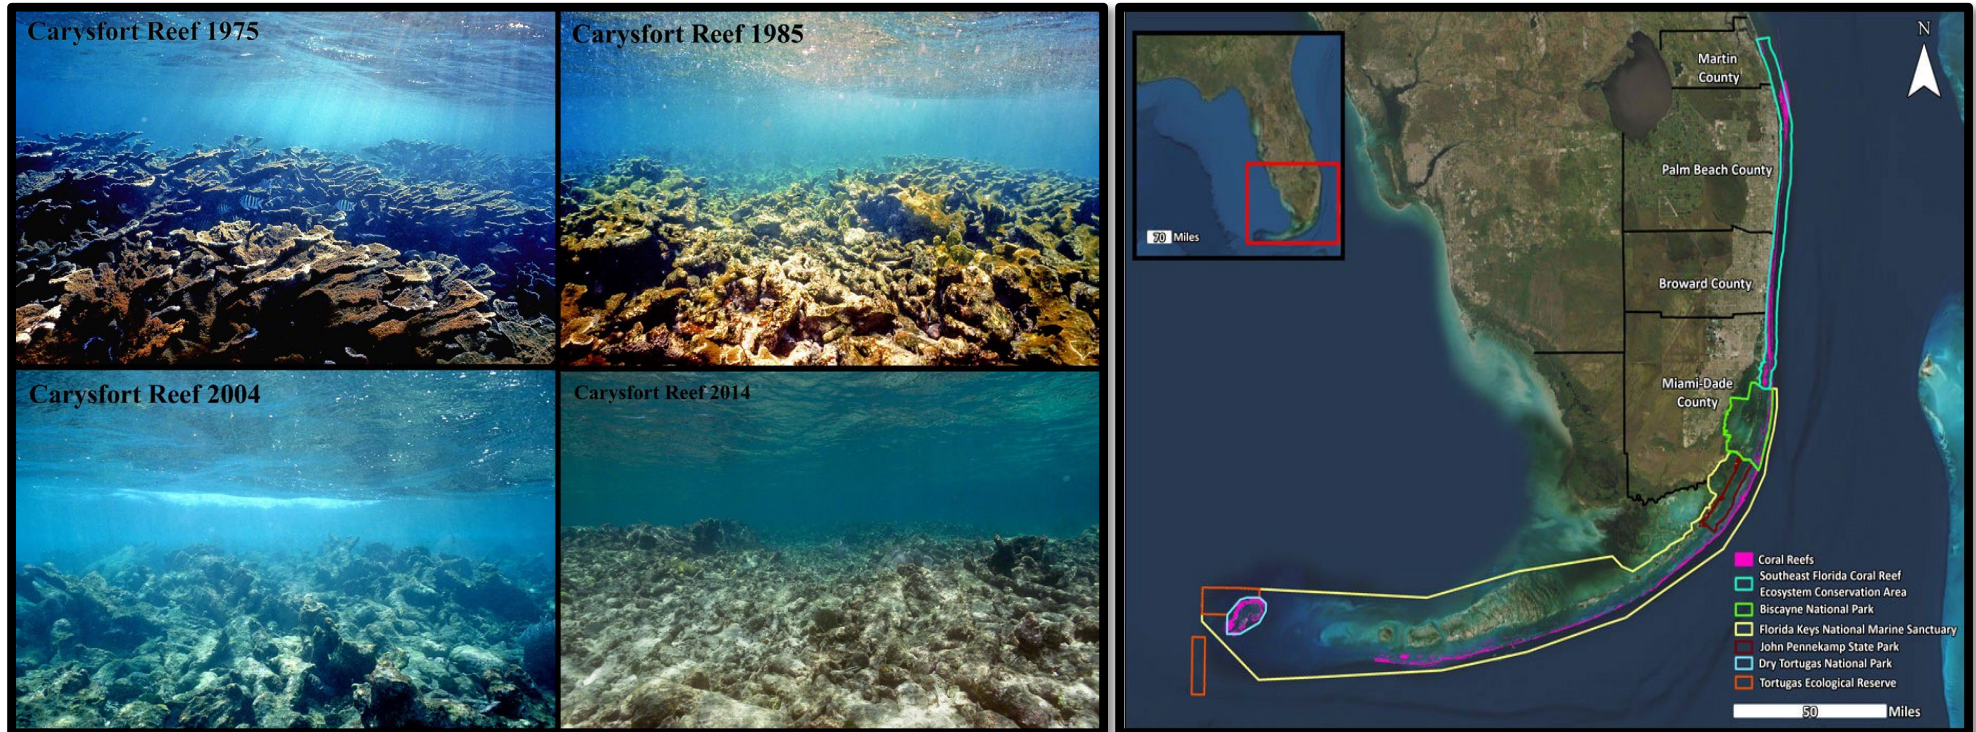 Carysfort Reef 1975
Carysfort Reef 1985
Carysfort Reef 2004
Carysfort Reef 2014
N
Martin
County
Palm Beach County
Broward County
Miami-Dade
County
70 Miles
Coral Reefs
Southeast Florida Coral Reef
Ecosystem Conservation Area
Biscayne National Park
Florida Keys National Marine Sanctuary
John Pennekamp State Park
Dry Tortugas National Park
Tortugas Ecological Reserve
50 Miles